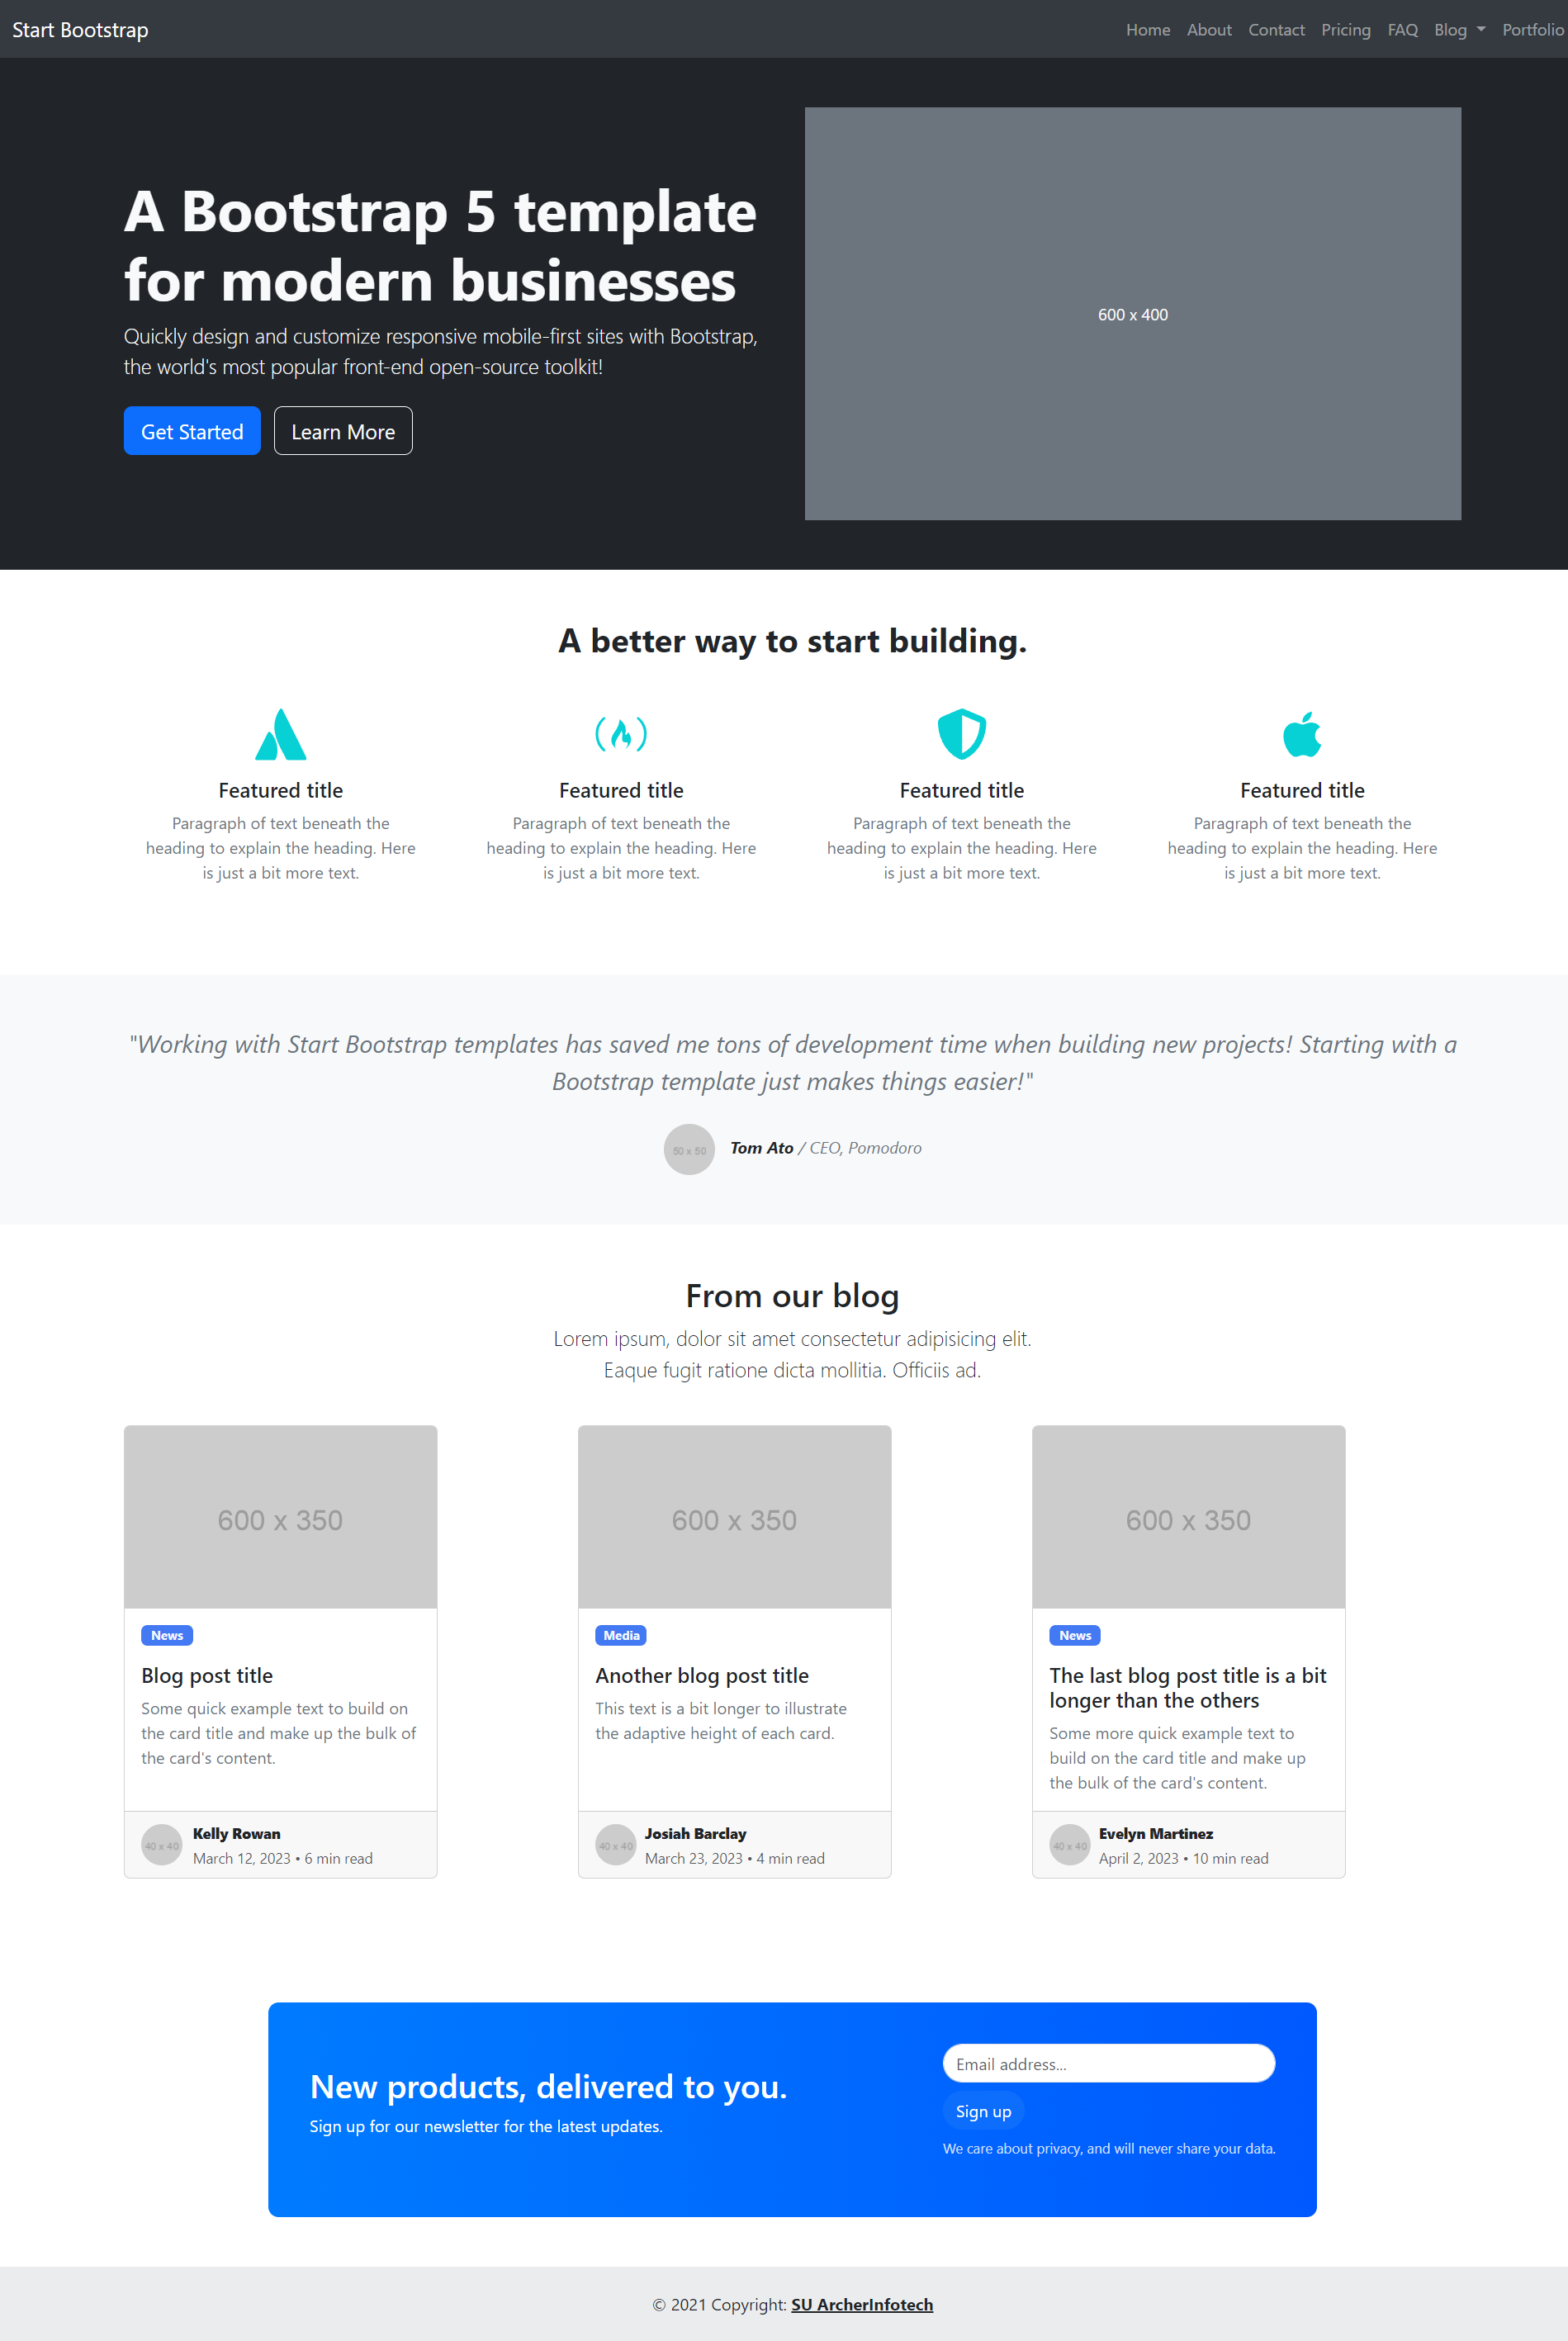 Start Bootstrap
Home About Contact Pricing FAQ Blog Portfolio
A Bootstrap 5 template
for modern businesses
Quickly design and customize responsive mobile-first sites with Bootstrap,
the world's most popular front-end open-source toolkit!
Get Started Learn More
600 x 400
A better way to start building.
Featured title
Paragraph of text beneath the
heading to explain the heading. Here
is just a bit more text.
Featured title
Paragraph of text beneath the
heading to explain the heading. Here
is just a bit more text.
Featured title
Paragraph of text beneath the
heading to explain the heading. Here
is just a bit more text.
Featured title
Paragraph of text beneath the
heading to explain the heading. Here
is just a bit more text.
"Working with Start Bootstrap templates has saved me tons of development time when building new projects! Starting with a
Bootstrap template just makes things easier!"
50 x 50
Tom Ato / CEO, Pomodoro
From our blog
Lorem ipsum, dolor sit amet consectetur adipisicing elit.
Eaque fugit ratione dicta mollitia. Officiis ad.
600 x 350
News
Blog post title
Some quick example text to build on
the card title and make up the bulk of
the card's content.
40 x 40
Kelly Rowan
March 12, 2023 • 6 min read
600 x 350
Media
Another blog post title
This text is a bit longer to illustrate
the adaptive height of each card.
40 x 40
Josiah Barclay
March 23, 2023 • 4 min read
600 x 350
News
The last blog post title is a bit
longer than the others
Some more quick example text to
build on the card title and make up
the bulk of the card's content.
40 x 40
Evelyn Martinez
April 2, 2023 • 10 min read
New products, delivered to you.
Sign up for our newsletter for the latest updates.
Email address...
Sign up
We care about privacy, and will never share your data.
© 2021 Copyright: SU ArcherInfotech